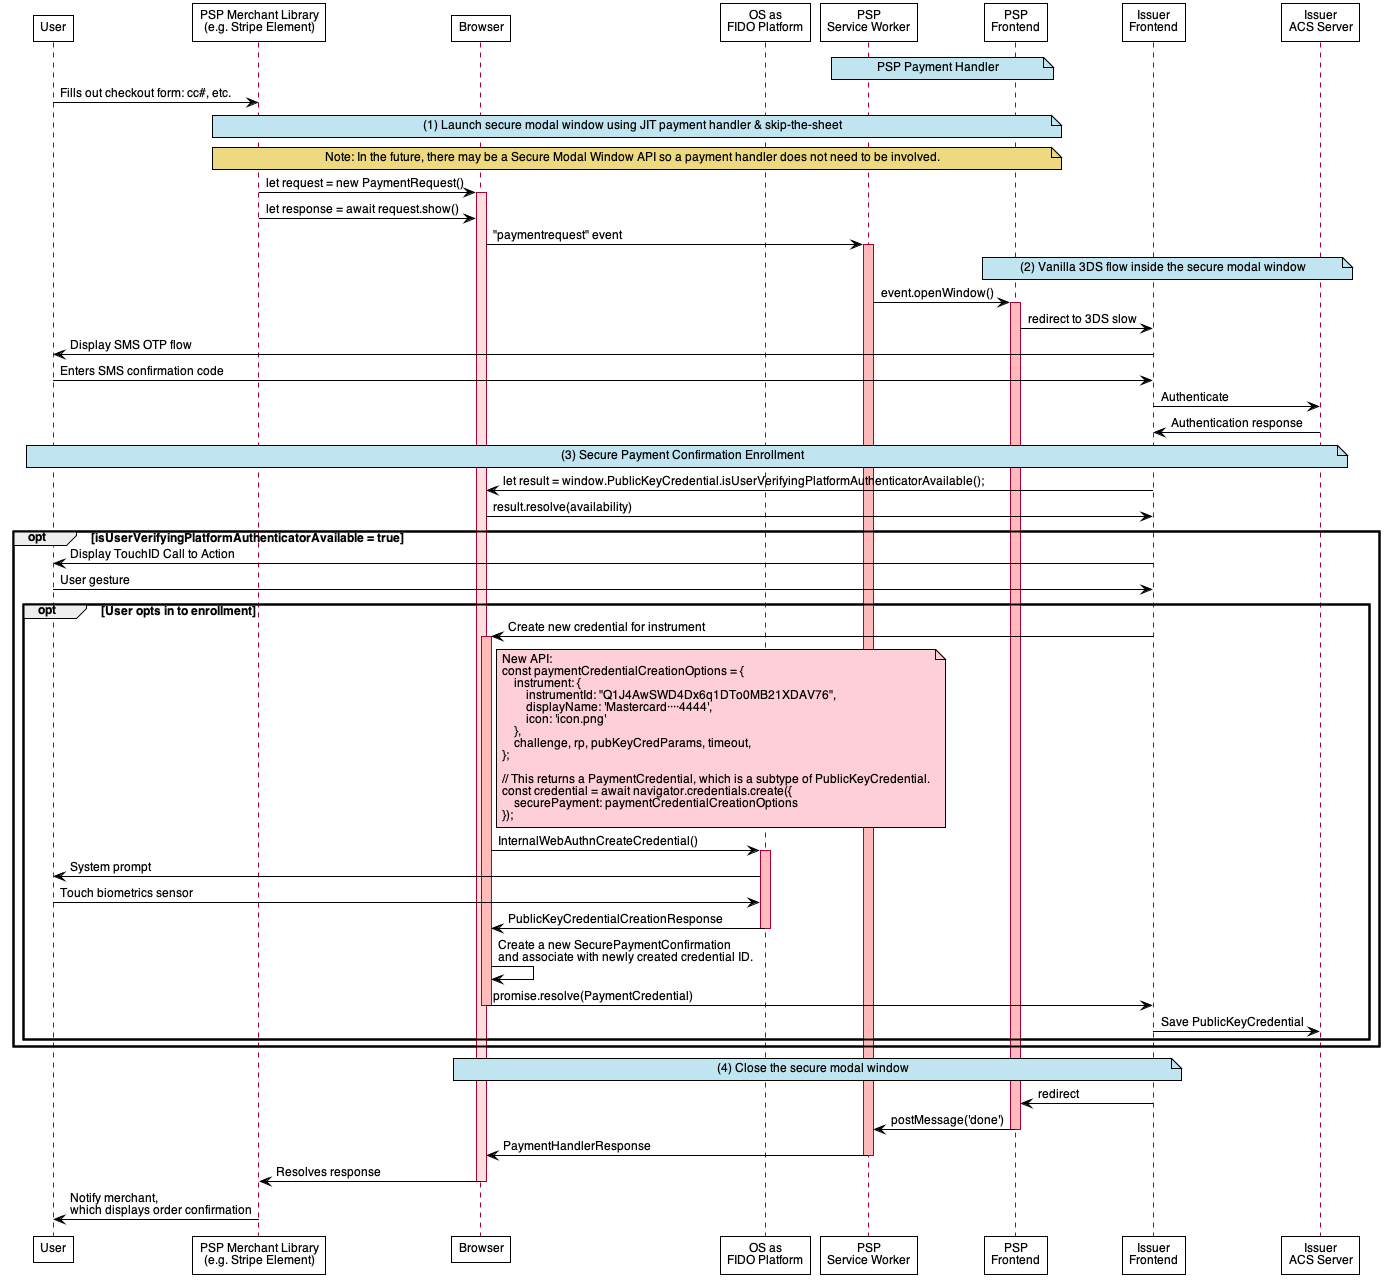 User
PSP Merchant Library
(e.g. Stripe Element)
Browser
OS as
FIDO Platform
PSP
Service Worker
PSP
Frontend
Issuer
Frontend
Issuer
ACS Server
PSP Payment Handler
Fills out checkout form: cc#, etc.
(1) Launch secure modal window using JIT payment handler & skip-the-sheet
Note: In the future, there may be a Secure Modal Window API so a payment handler does not need to be involved.
let request = new PaymentRequest()
let response = await request.show()
"paymentrequest" event
(2) Vanilla 3DS flow inside the secure modal window
event.openWindow()
redirect to 3DS slow
Display SMS OTP flow
Enters SMS confirmation code
Authenticate
Authentication response
(3) Secure Payment Confirmation Enrollment
let result = window.PublicKeyCredential.isUserVerifyingPlatformAuthenticatorAvailable();
result.resolve(availability)
opt [isUserVerifyingPlatformAuthenticatorAvailable = true]
Display TouchID Call to Action
User gesture
opt [User opts in to enrollment]
Create new credential for instrument
New API:
const paymentCredentialCreationOptions = {
instrument: {
instrumentId: "Q1J4AwSWD4Dx6q1DTo0MB21XDAV76",
displayName: 'Mastercard····4444',
icon: 'icon.png'
},
challenge, rp, pubKeyCredParams, timeout,
};
// This returns a PaymentCredential, which is a subtype of PublicKeyCredential.
const credential = await navigator.credentials.create({
securePayment: paymentCredentialCreationOptions
});
InternalWebAuthnCreateCredential()
System prompt
Touch biometrics sensor
PublicKeyCredentialCreationResponse
Create a new SecurePaymentConfirmation
and associate with newly created credential ID.
promise.resolve(PaymentCredential)
Save PublicKeyCredential
(4) Close the secure modal window
redirect
postMessage('done')
PaymentHandlerResponse
Resolves response
Notify merchant,
which displays order confirmation
User
PSP Merchant Library
(e.g. Stripe Element)
Browser
OS as
FIDO Platform
PSP
Service Worker
PSP
Frontend
Issuer
Frontend
Issuer
ACS Server